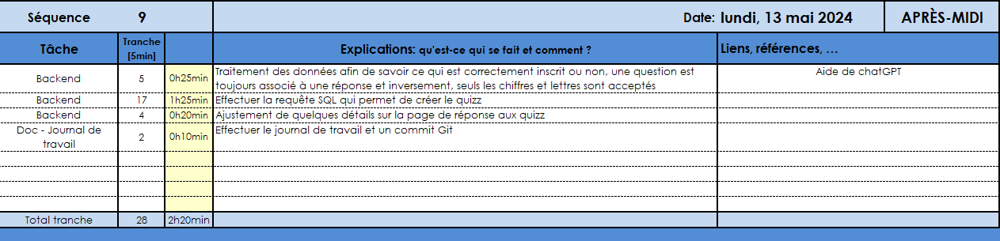 Séquence 9 Date: lundi, 13 mai 2024 APRÈS-MIDI
Tâche Tranche [5min] Explications: qu'est-ce qui se fait et comment ? Liens, références, ...
Backend 5 0h25min Traitement des données afin de savoir ce qui est correctement inscrit ou non, une question est Aide de chatGPT
toujours associé à une réponse et inversement, seuls les chiffres et lettres sont acceptés
Backend 17 1h25min Effectuer la requête SQL qui permet de créer le quizz
Backend 4 0h20min Ajustement de quelques détails sur la page de réponse aux quizz
Doc - Journal de travail 2 0h10min Effectuer le journal de travail et un commit Git
Total tranche 28 2h20min